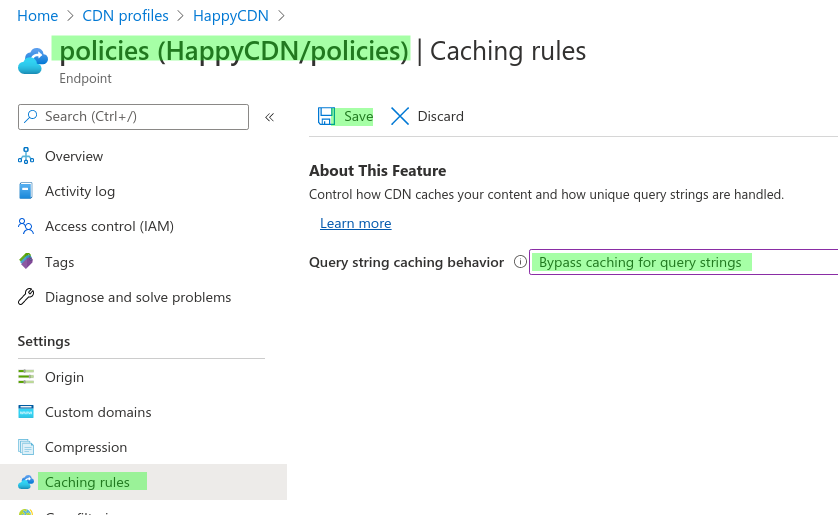 Home > CDN profiles > HappyCDN >
policies (HappyCDN/policies) | Caching rules
Endpoint
Search (Ctrl+/)
«
Save
Discard
Overview
Activity log
Access control (IAM)
Tags
Diagnose and solve problems
Settings
Origin
Custom domains
Compression
Caching rules
About This Feature
Control how CDN caches your content and how unique query strings are handled.
Learn more
Query string caching behavior
Bypass caching for query strings